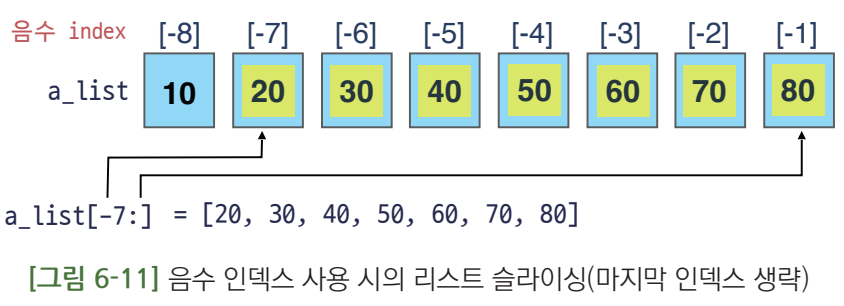 음수 index [-8] [-7] [-6] [-5] [-4] [-3] [-2] [-1]
a_list 10 20 30 40 50 60 70 80
a_list[-7:] = [20, 30, 40, 50, 60, 70, 80]
[그림 6-11] 음수 인덱스 사용 시의 리스트 슬라이싱(마지막 인덱스 생략)